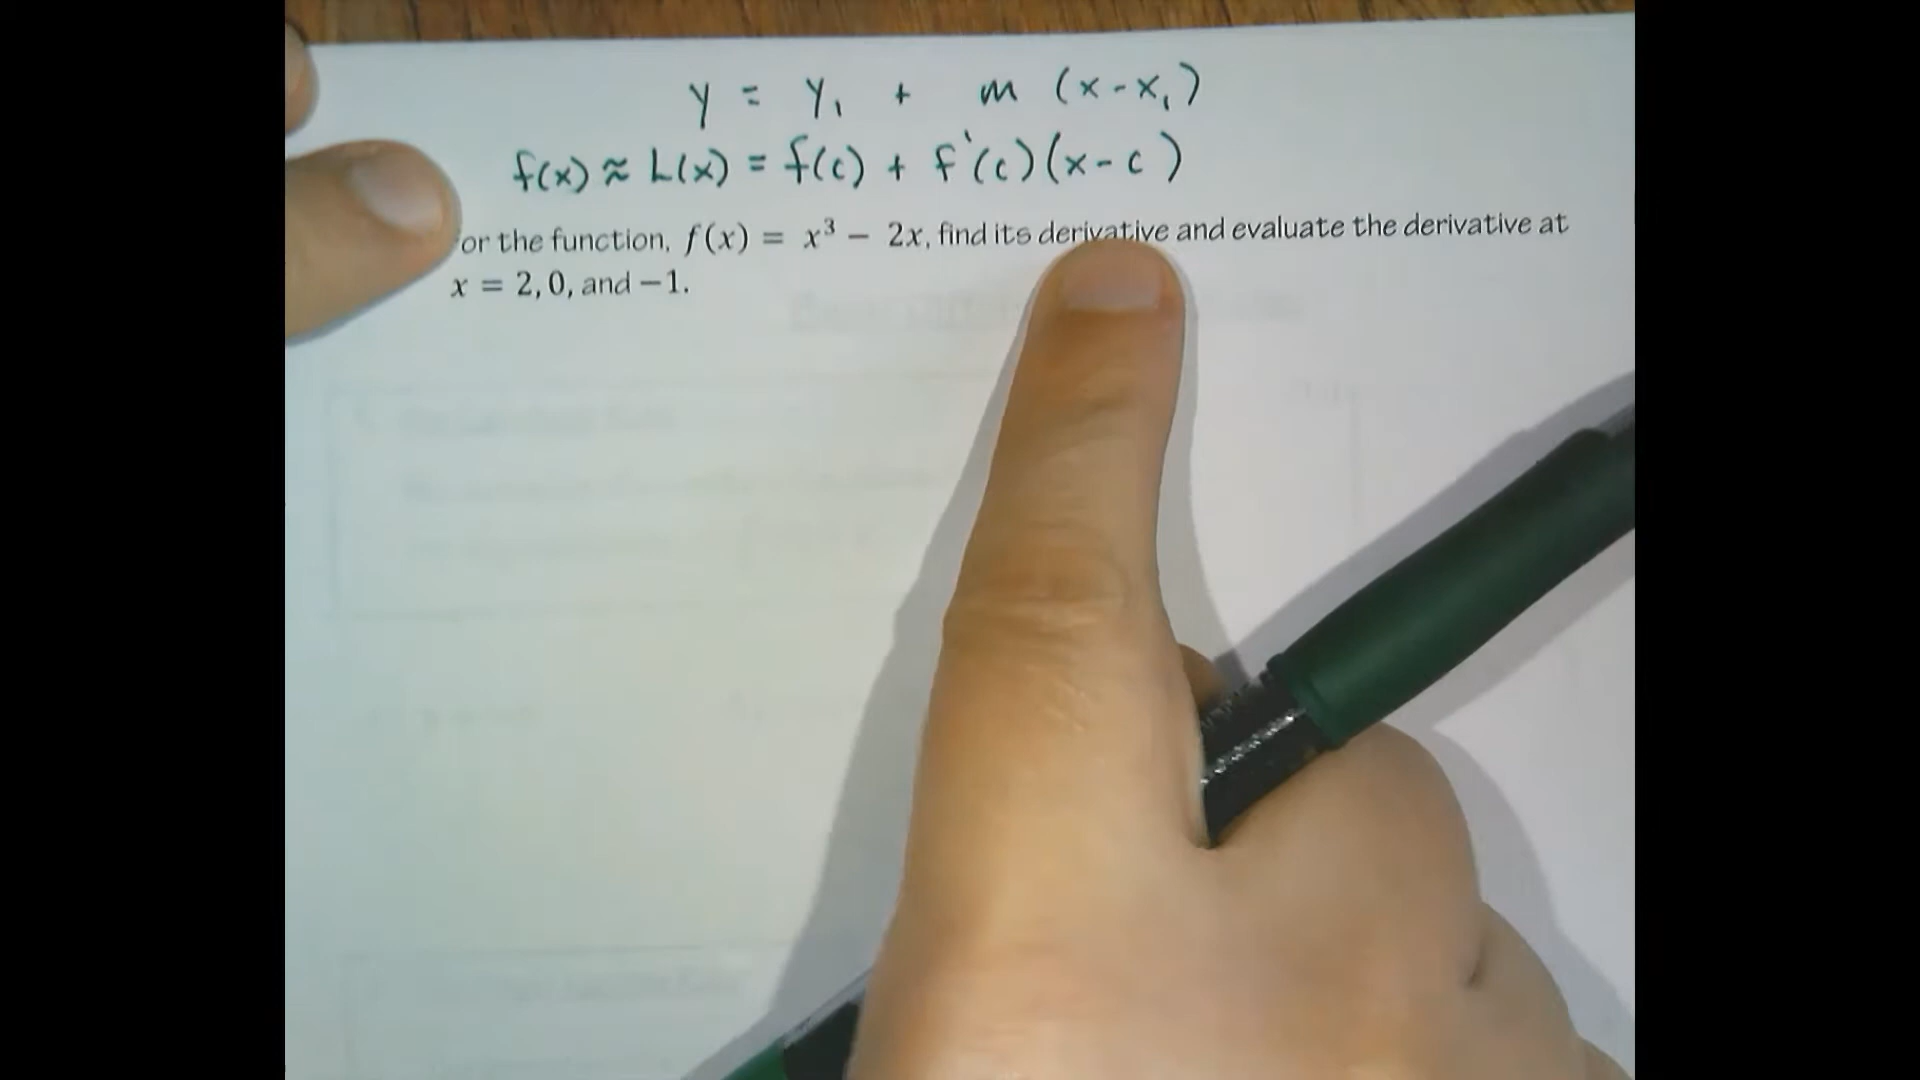 y = y₁ + m (x-x₁)
f(x) ≈ L(x) = f(c) + f'(c)(x-c)
or the function, f(x) = x³ − 2x, find its derivative and evaluate the derivative at
x = 2, 0, and −1.